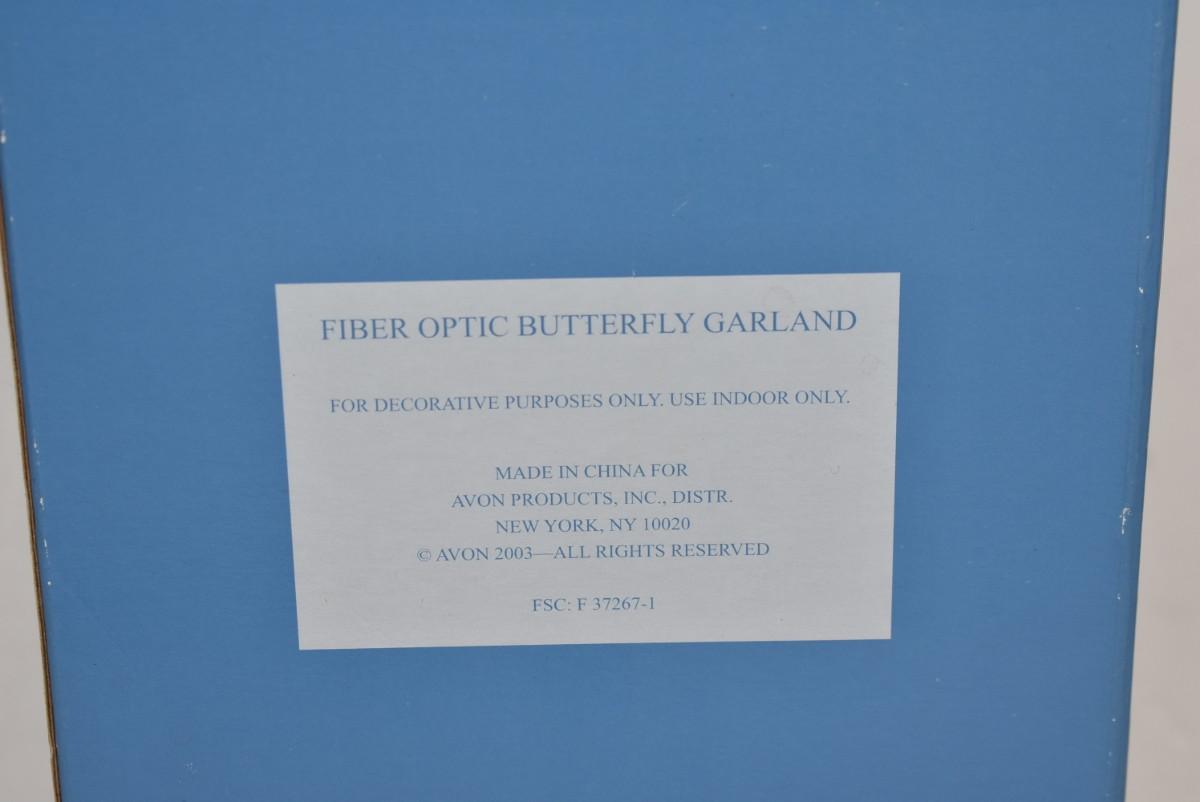 FIBER OPTIC BUTTERFLY GARLAND
FOR DECORATIVE PURPOSES ONLY. USE INDOOR ONLY.
MADE IN CHINA FOR
AVON PRODUCTS, INC., DISTR.
NEW YORK, NY 10020
© AVON 2003—ALL RIGHTS RESERVED
FSC: F 37267-1